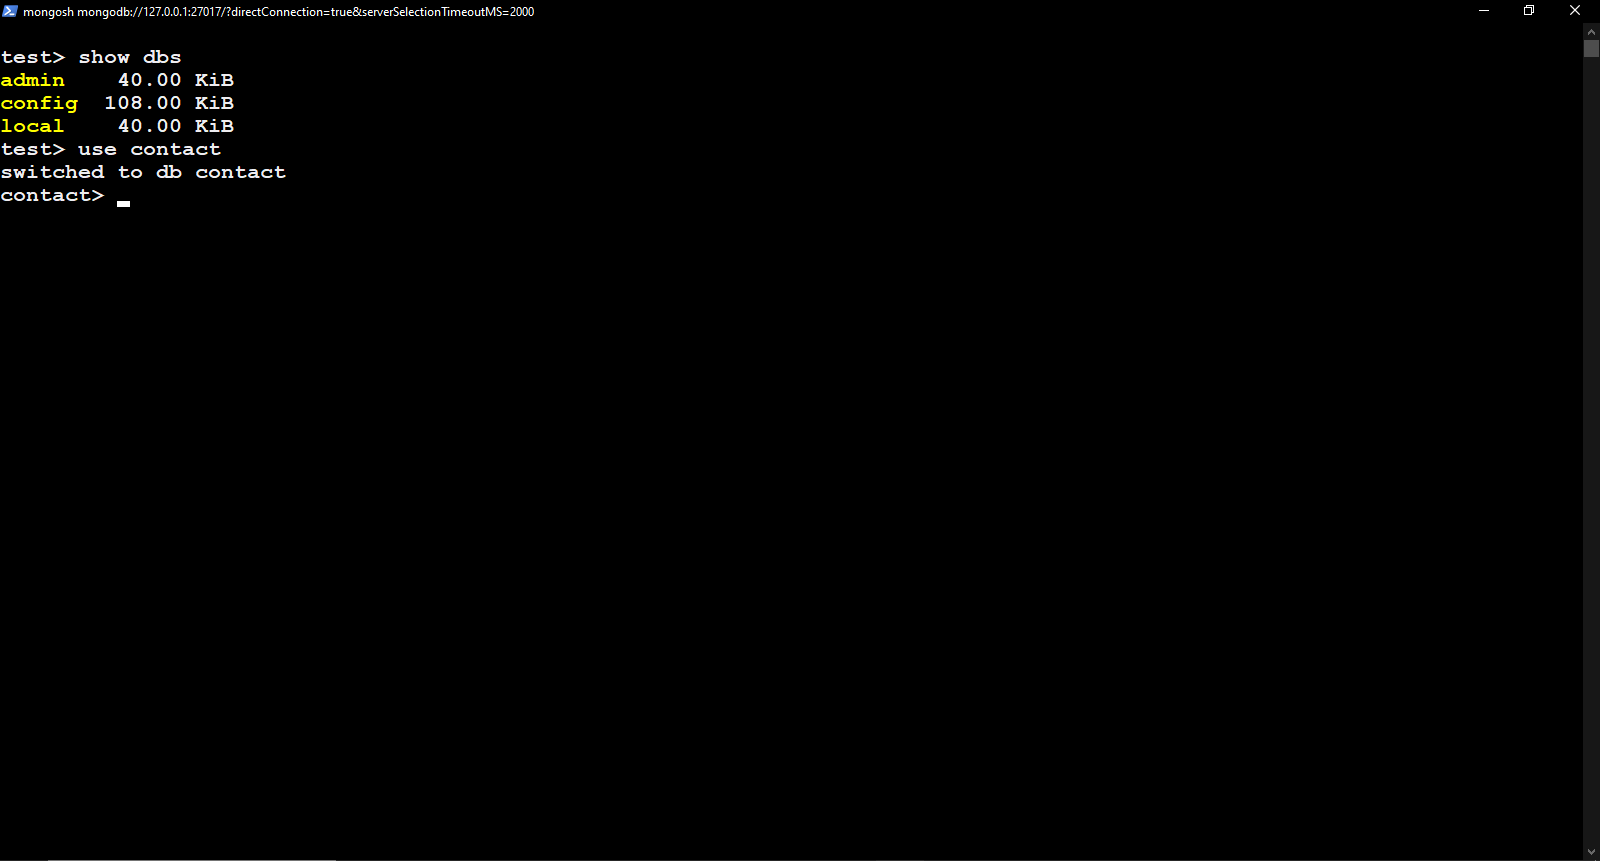 mongosh mongodb://127.0.0.1:27017/?directConnection=true&serverSelectionTimeoutMS=2000
test> show dbs
admin    40.00 KiB
config  108.00 KiB
local    40.00 KiB
test> use contact
switched to db contact
contact>